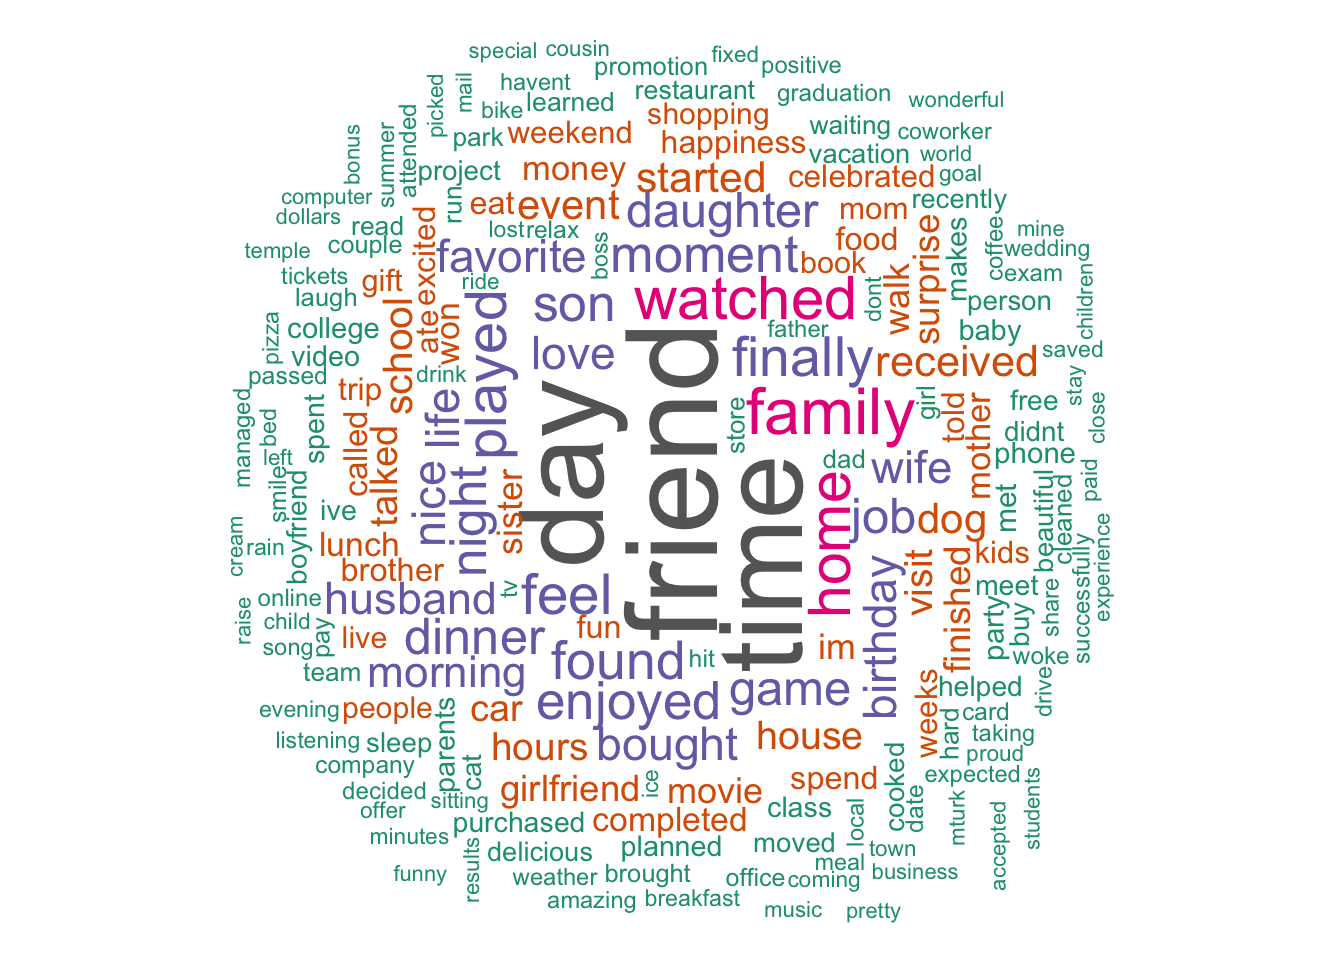 special cousin fixed
promotion positive
havent restaurant graduation
mail bike learned wonderful
picked park weekend shopping waiting coworker
attended project money happiness vacation world
bonus summer run started celebrated goal
computer eat event daughter mom recently
dollars read lost relax food mine
temple couple excited favorite boss moment book surprise makes coffee wedding
tickets gift ride dont walk exam
laugh school son watched person children
pizza college ate won played father baby
video love finally received saved
passed trip drink stay
managed bed spent called life day friend store family girl told mother free close
left talked nice night dad wife didnt
smile boyfriend ive sister phone
cream rain lunch time home job dog met beautiful cleaned paid
brother visit finished kids experience
raise online husband feel tv birthday meet successfully
child dinner fun party buy share
song pay live im woke
team morning found hit
evening people enjoyed game weeks helped drive
car card
listening sleep parents cat hours bought house hard taking
company proud
decided girlfriend ice movie spend cooked expected
offer sitting date students
minutes purchased completed class local mturk accepted
results delicious planned moved town
funny weather brought office coming meal business
amazing breakfast music pretty